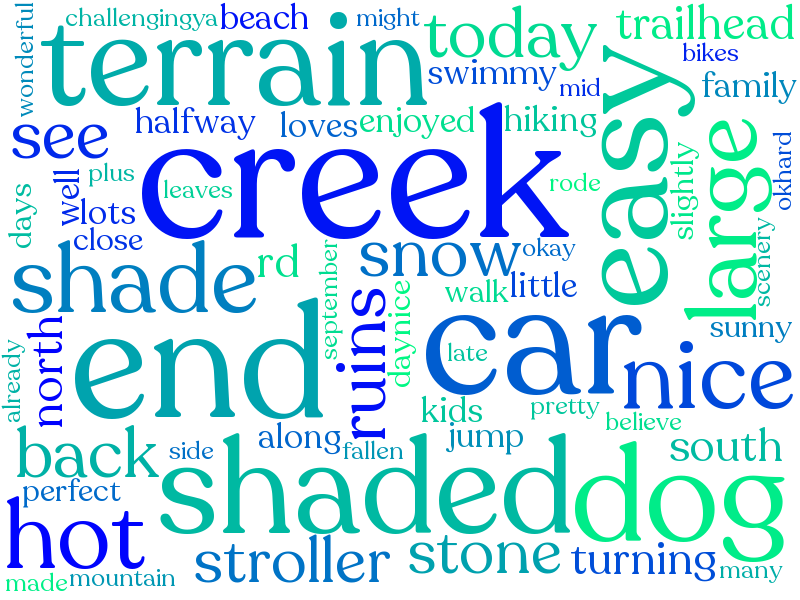 wonderful
challengingya
beach
might
terrain
today
trailhead
bikes
swimmy
mid
family
see
halfway
loves
enjoyed
hiking
easy
large
slightly
okhard
scenery
creek
plus
well
leaves
rode
days
lots
close
shade
rd
september
snow
okay
daynice
walk
little
sunny
north
already
end
ruins
car
late
nice
kids
pretty
believe
back
side
along
fallen
jump
south
perfect
shaded
dog
hot
stroller
stone
turning
many
made
mountain